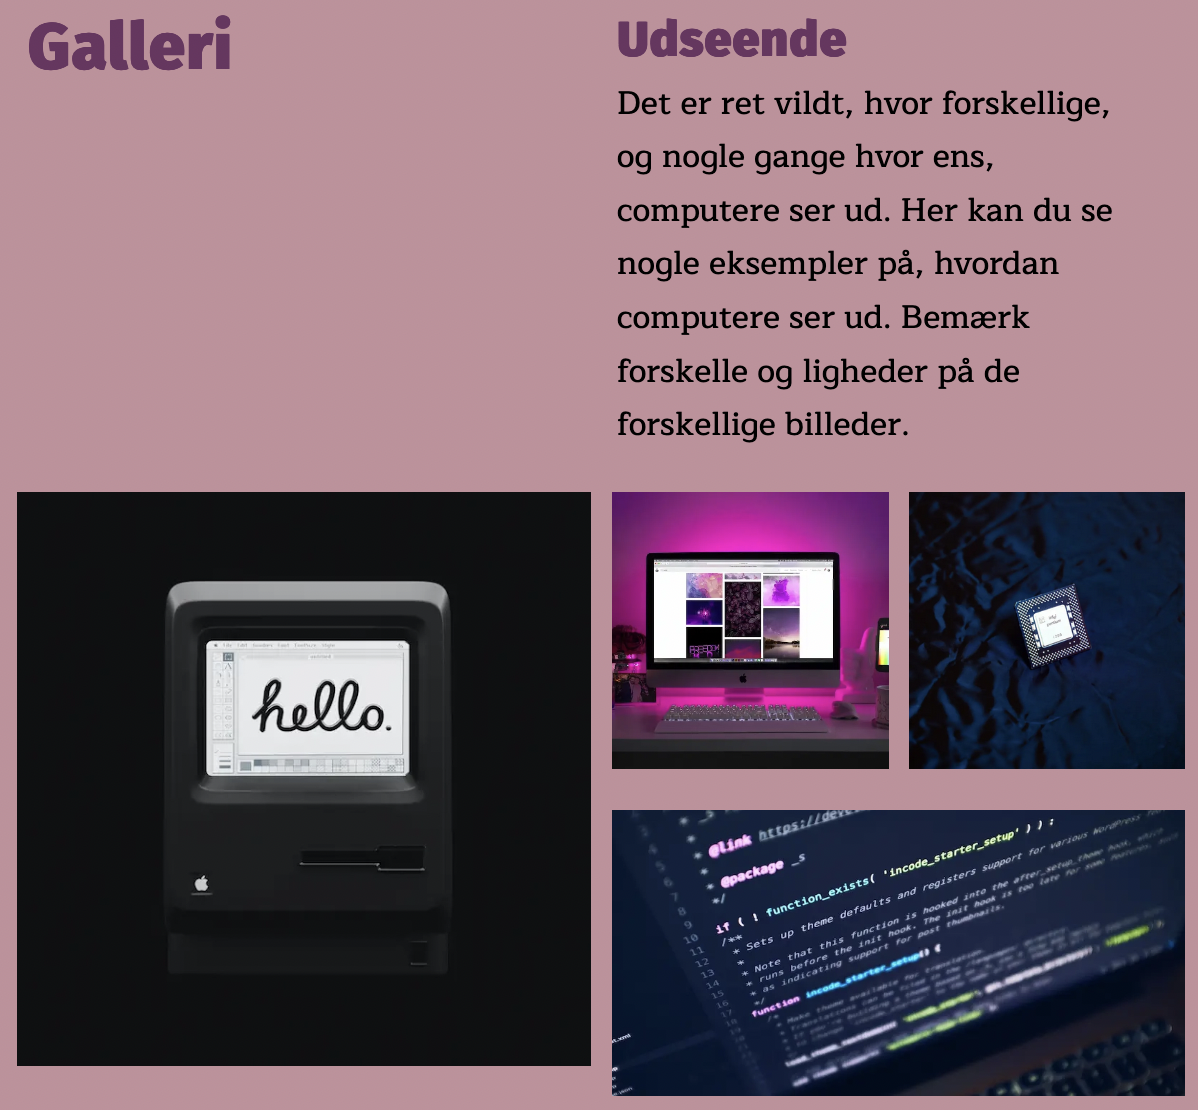 Galleri
Udseende
Det er ret vildt, hvor forskellige,
og nogle gange hvor ens,
computere ser ud. Her kan du se
nogle eksempler på, hvordan
computere ser ud. Bemærk
forskelle og ligheder på de
forskellige billeder.
hello.
* @link https://deve
*
* @package _s
*/
if ( ! function_exists( 'incode_starter_setup' ) ) :
/**
* Sets up theme defaults and registers support for various WordPress
*
* Note that this function is hooked into the after_setup_theme hook, which
* runs before the init hook. The init hook is too late for some features, such
* as indicating support for post thumbnails.
*/
function incode_starter_setup() {